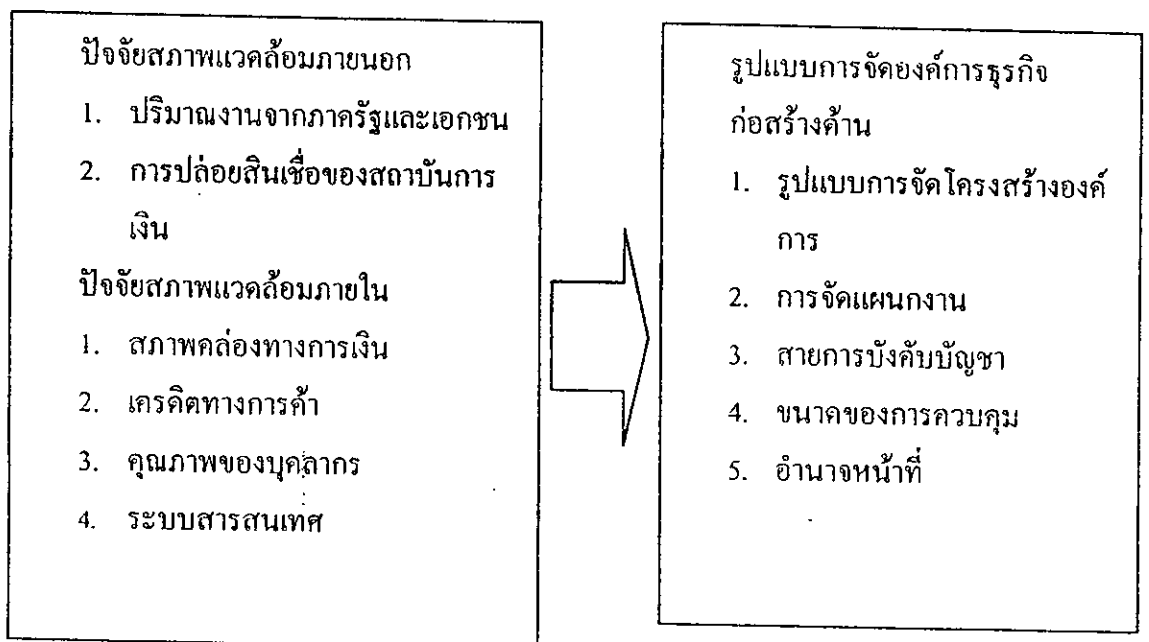 ปัจจัยสภาพแวดล้อมภายนอก
1. ปริมาณงานจากภาครัฐและเอกชน
2. การปล่อยสินเชื่อของสถาบันการ
เงิน
ปัจจัยสภาพแวดล้อมภายใน
1. สภาพคล่องทางการเงิน
2. เครดิตทางการค้า
3. คุณภาพของบุคลากร
4. ระบบสารสนเทศ
รูปแบบการจัดองค์การธุรกิจ
ก่อสร้างด้าน
1. รูปแบบการจัดโครงสร้างองค์
การ
2. การจัดแผนกงาน
3. สายการบังคับบัญชา
4. ขนาดของการควบคุม
5. อำนาจหน้าที่